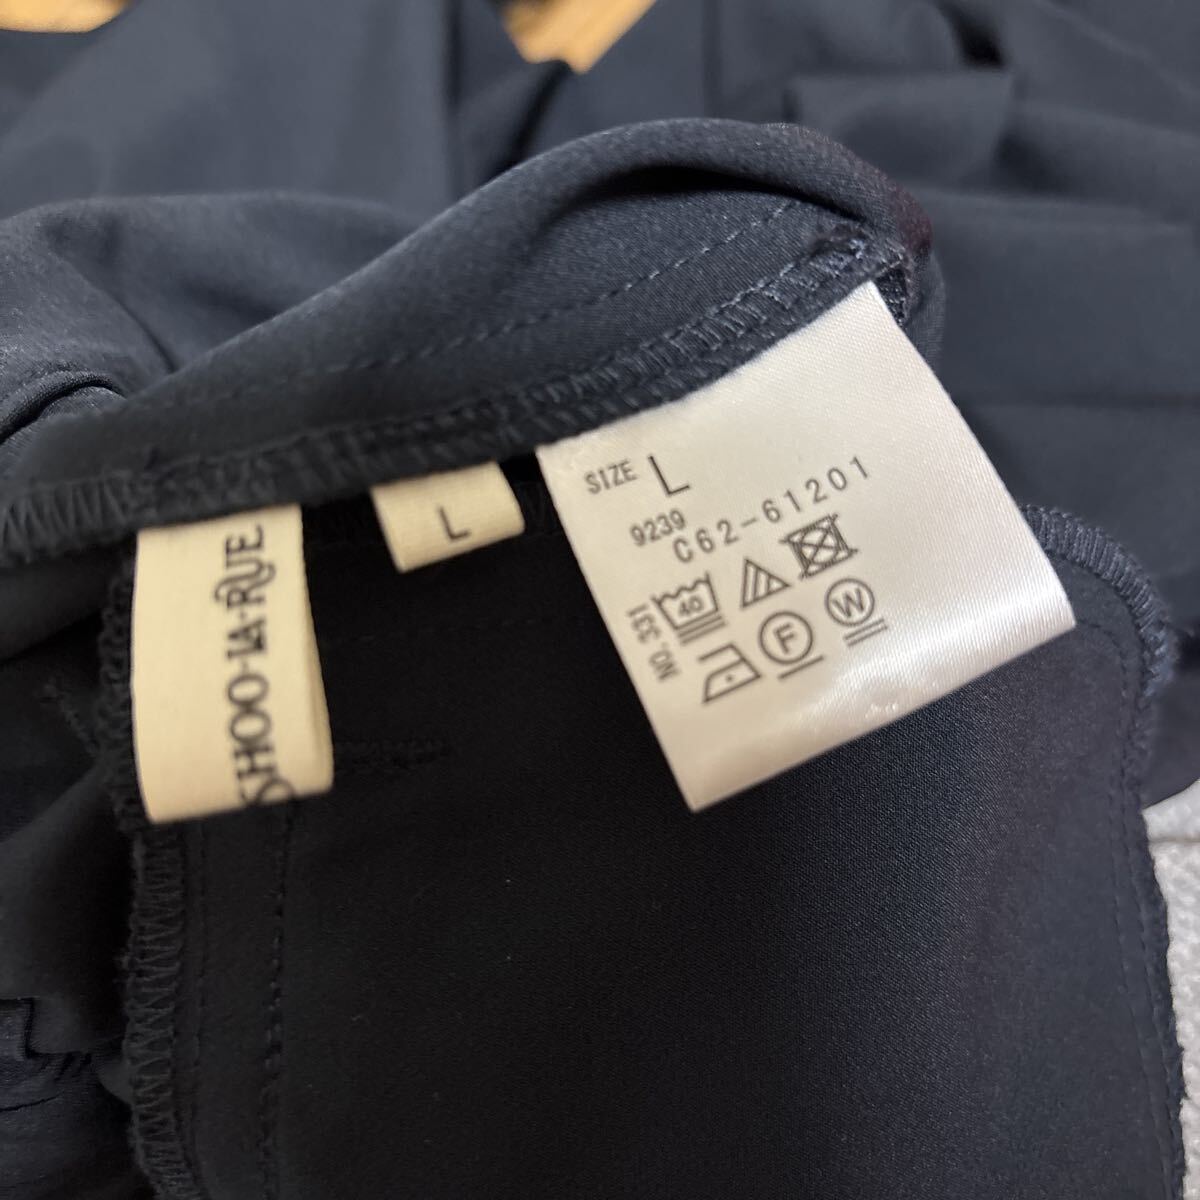 SHOO·LA·RUE
L
SIZE L
9239
C62-61201
NO.331
40
F
W